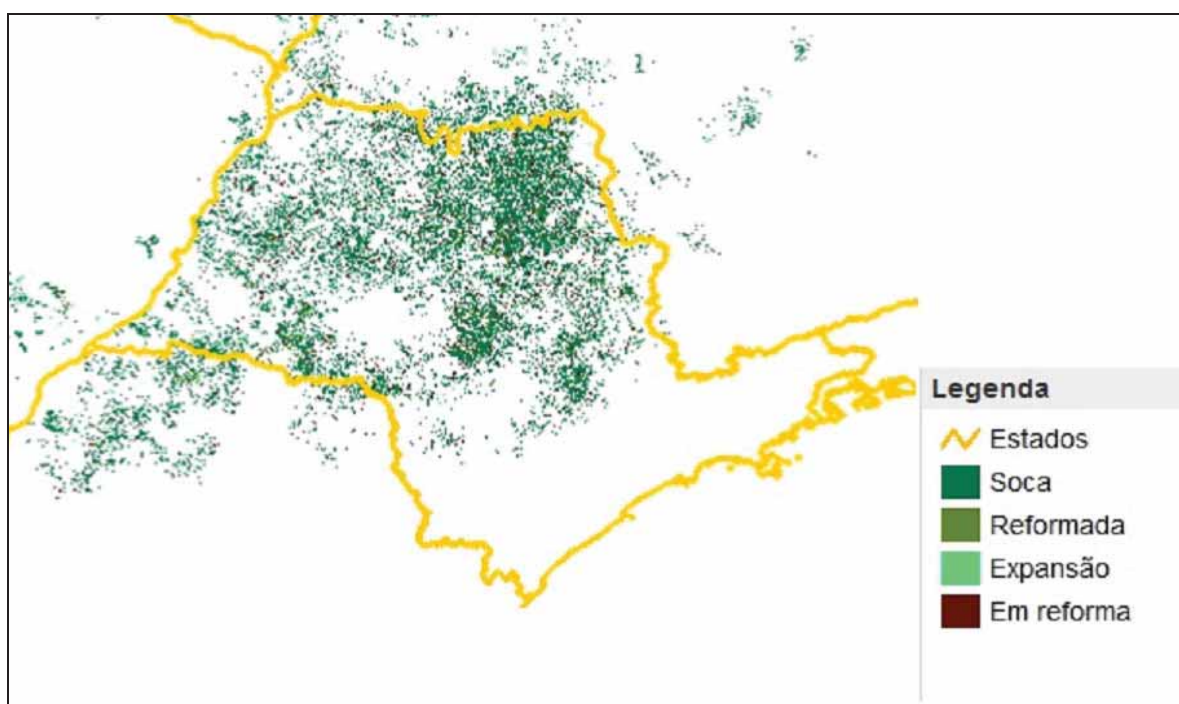 Legenda
Estados
Soca
Reformada
Expansão
Em reforma